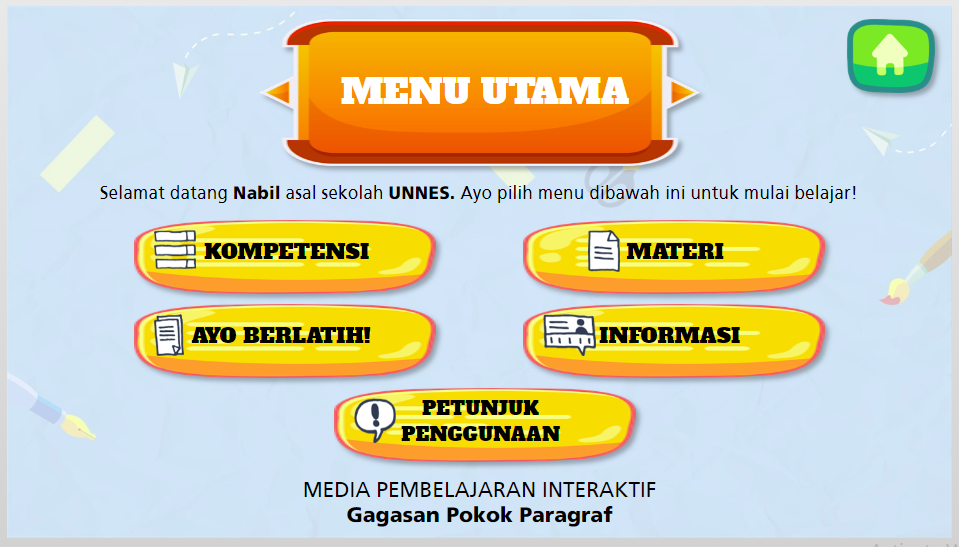 MENU UTAMA
Selamat datang Nabil asal sekolah UNNES. Ayo pilih menu dibawah ini untuk mulai belajar!
KOMPETENSI
MATERI
AYO BERLATIH!
INFORMASI
PETUNJUK
PENGGUNAAN
MEDIA PEMBELAJARAN INTERAKTIF
Gagasan Pokok Paragraf